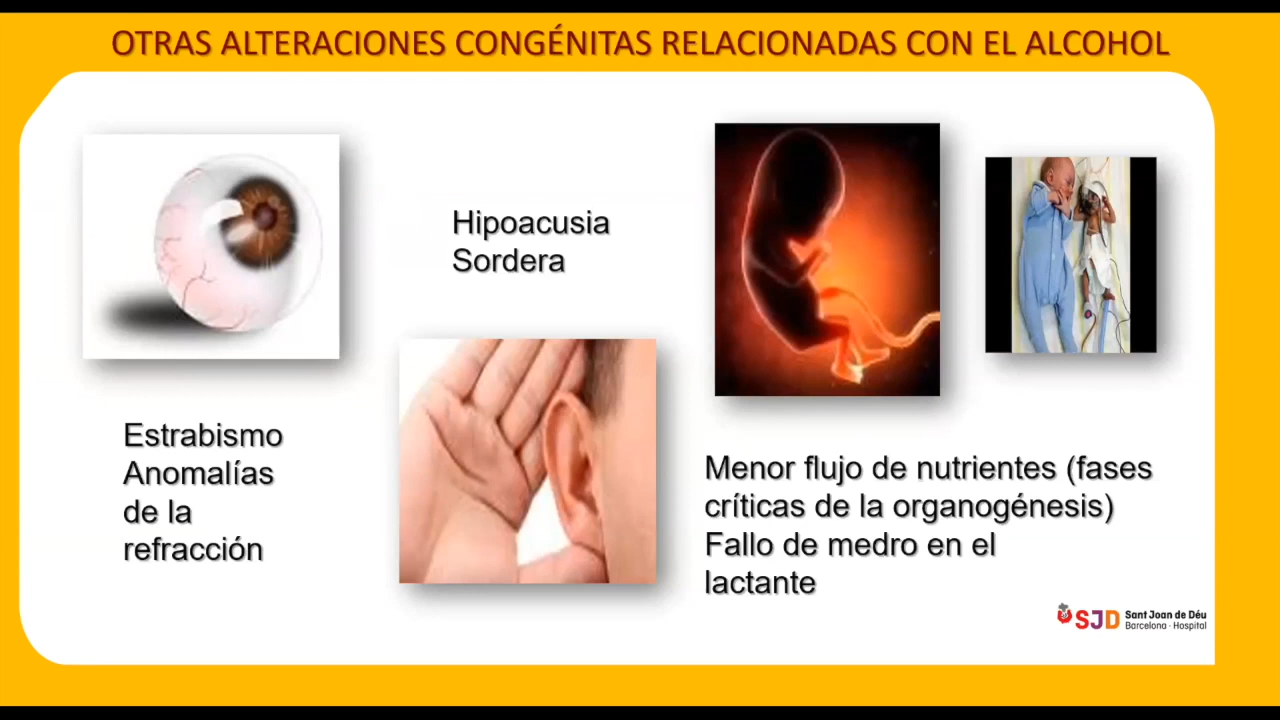 OTRAS ALTERACIONES CONGÉNITAS RELACIONADAS CON EL ALCOHOL
Estrabismo
Anomalías
de la
refracción
Hipoacusia
Sordera
Menor flujo de nutrientes (fases
críticas de la organogénesis)
Fallo de medro en el
lactante
SJD Sant Joan de Déu
Barcelona · Hospital